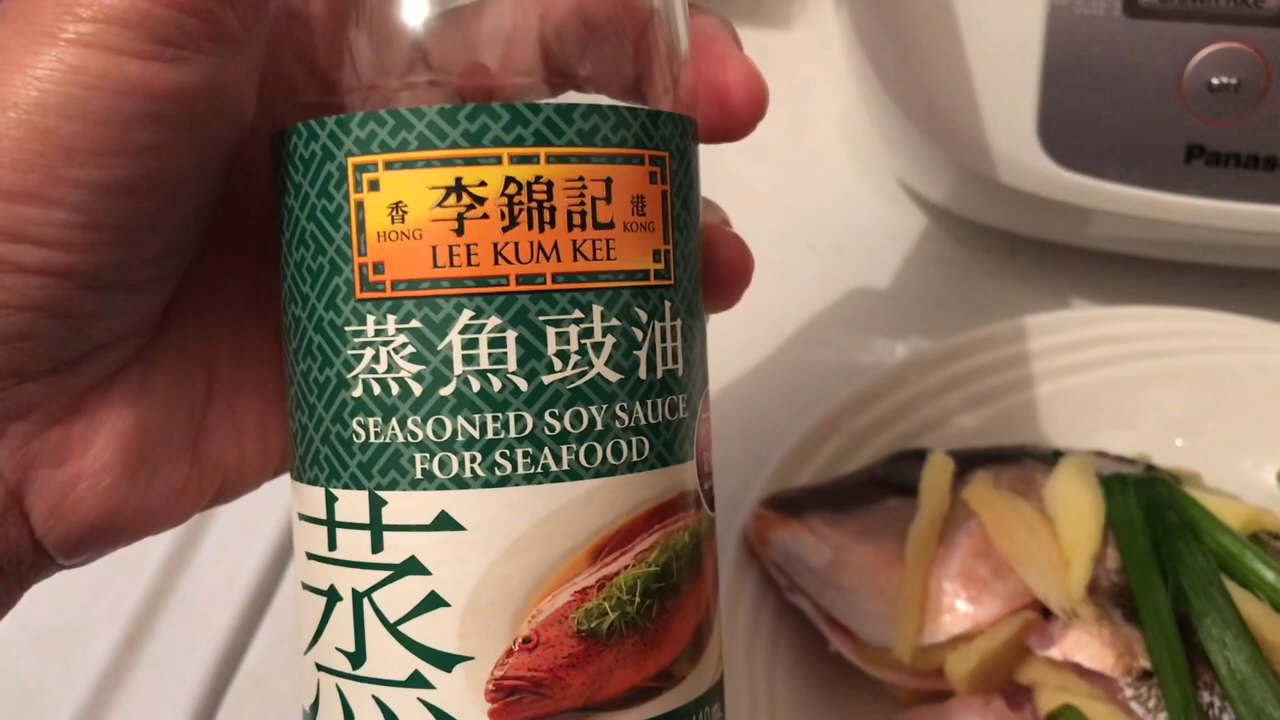 香 李錦記 港
HONG LEE KUM KEE KONG
蒸魚豉油
SEASONED SOY SAUCE
FOR SEAFOOD
蒸
Panas